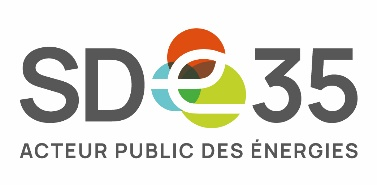 SDe35
ACTEUR PUBLIC DES ÉNERGIES